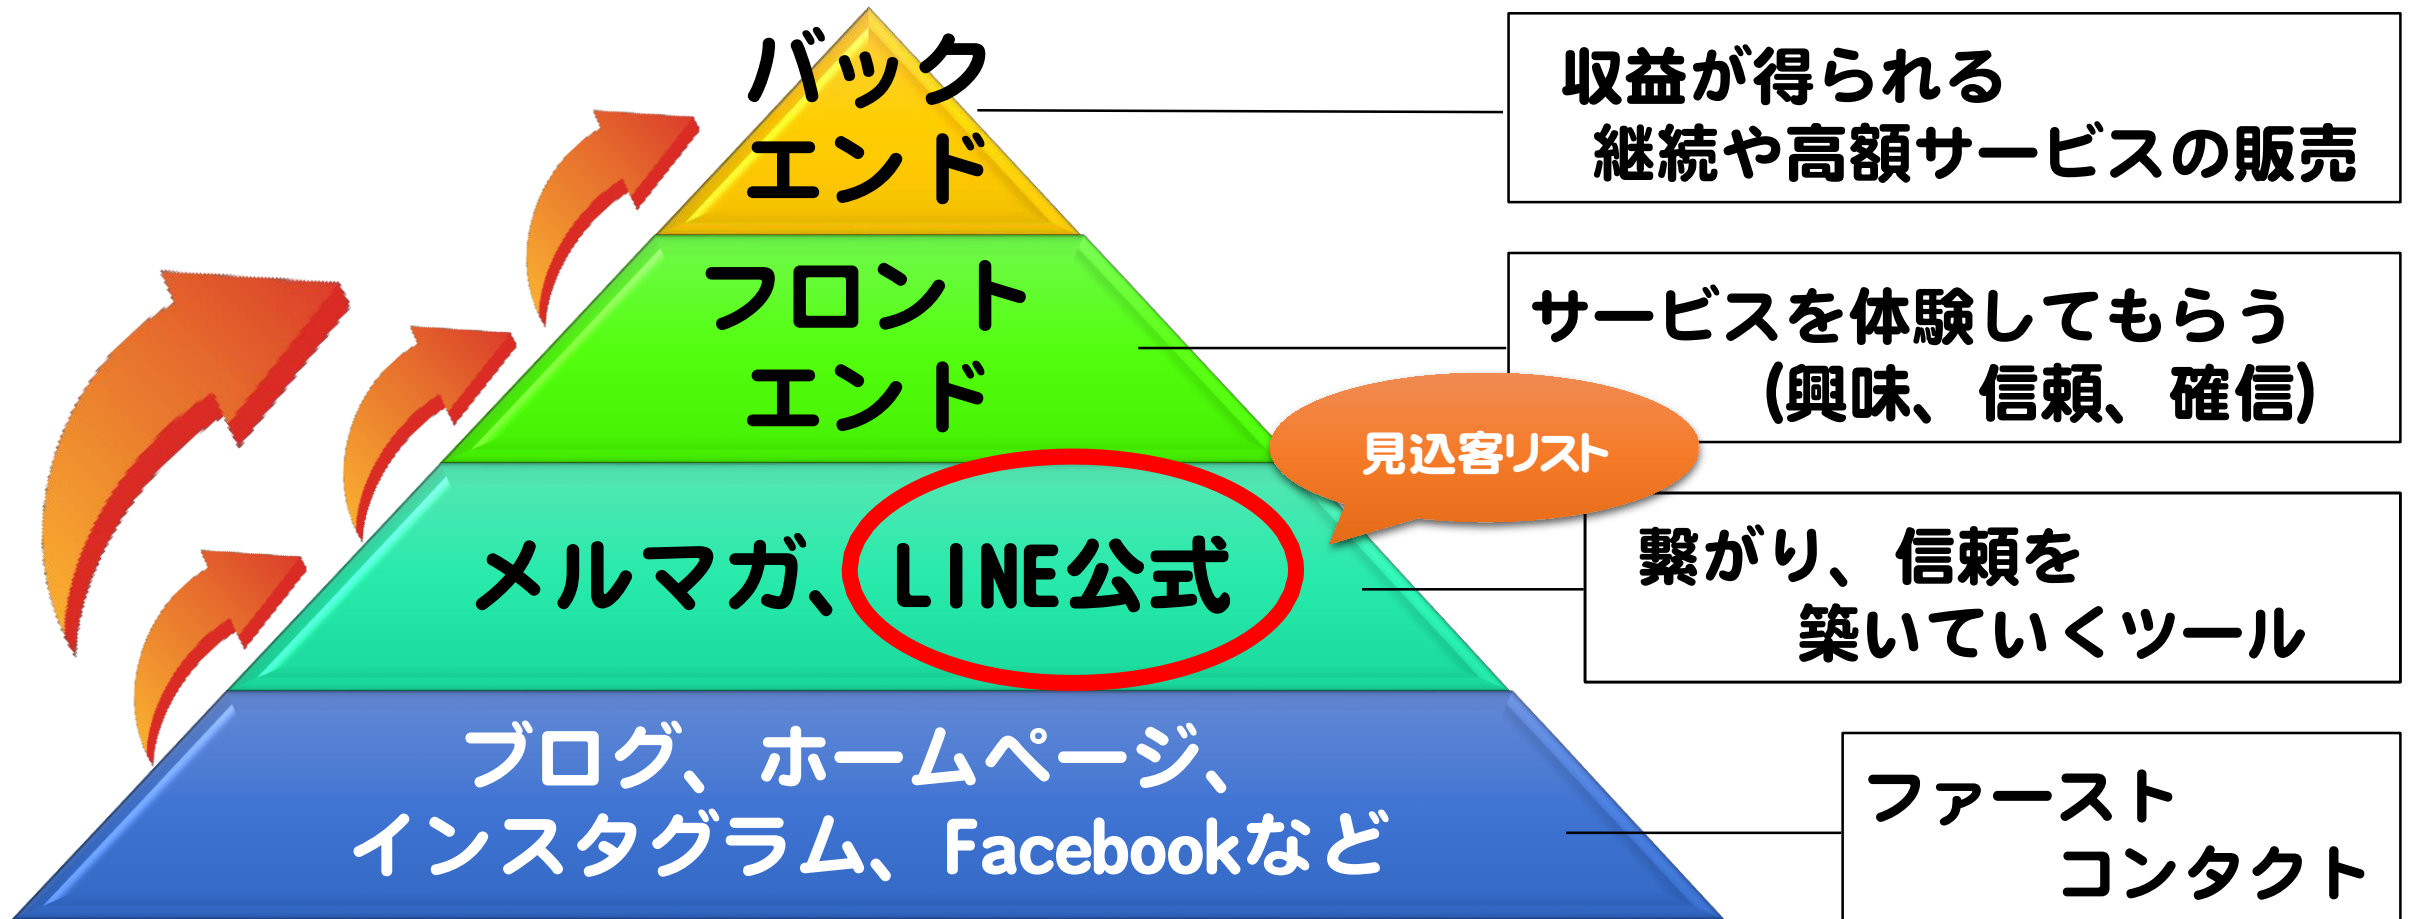 バック
エンド
収益が得られる
継続や高額サービスの販売
フロント
エンド
サービスを体験してもらう
(興味、信頼、確信)
見込客リスト
メルマガ、LINE公式
繋がり、信頼を
築いていくツール
ブログ、ホームページ、
インスタグラム、Facebookなど
ファースト
コンタクト